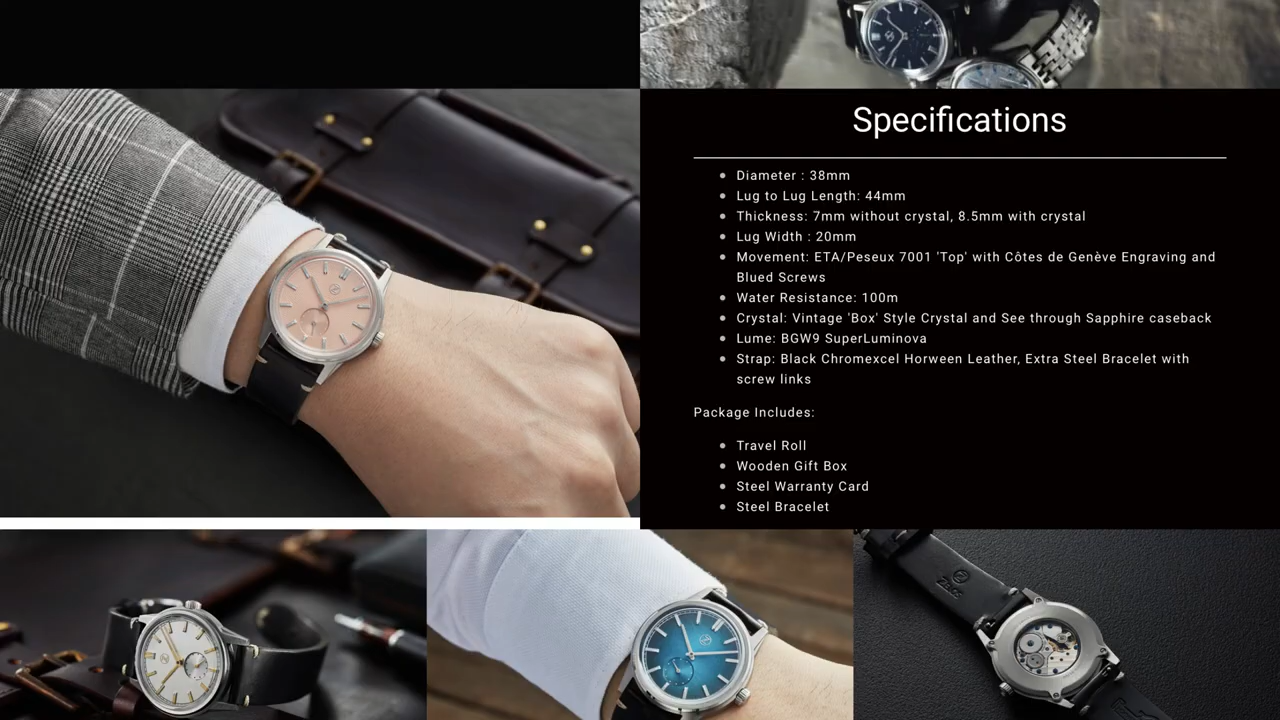 Specifications
Diameter : 38mm
Lug to Lug Length: 44mm
Thickness: 7mm without crystal, 8.5mm with crystal
Lug Width : 20mm
Movement: ETA/Peseux 7001 'Top' with Côtes de Genève Engraving and
Blued Screws
Water Resistance: 100m
Crystal: Vintage 'Box' Style Crystal and See through Sapphire caseback
Lume: BGW9 SuperLuminova
Strap: Black Chromexcel Horween Leather, Extra Steel Bracelet with
screw links
Package Includes:
Travel Roll
Wooden Gift Box
Steel Warranty Card
Steel Bracelet